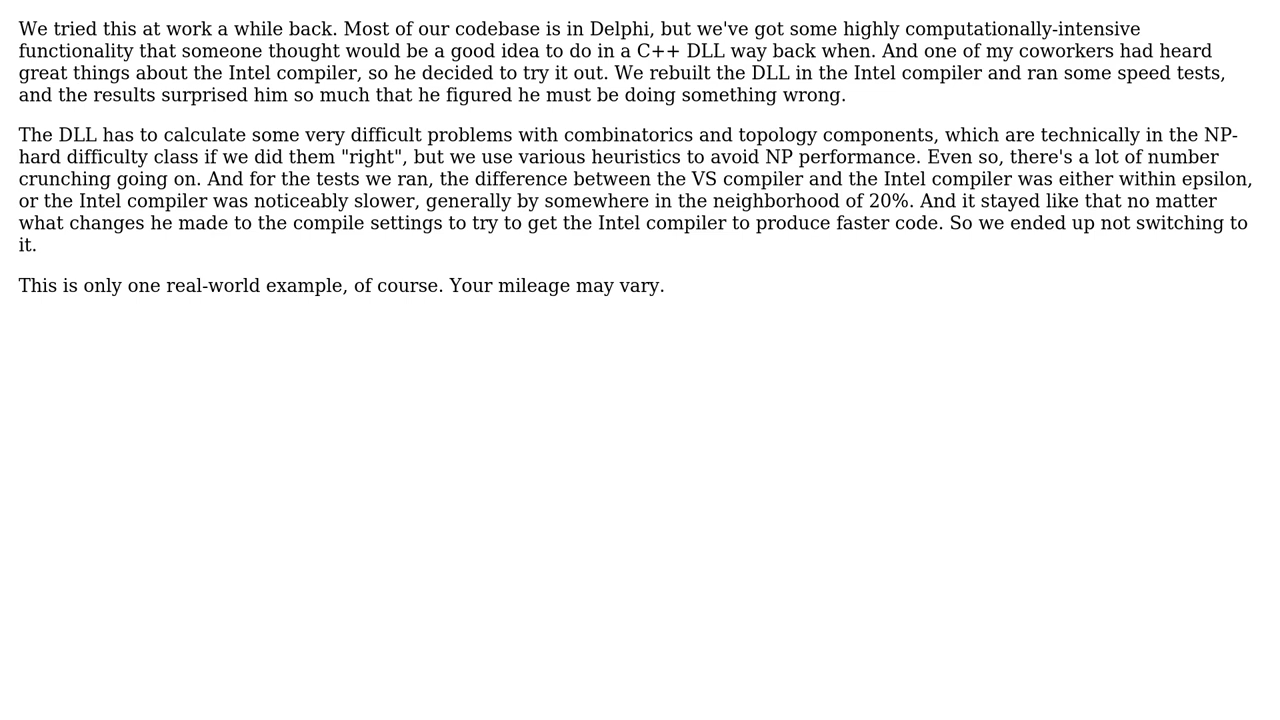 We tried this at work a while back. Most of our codebase is in Delphi, but we've got some highly computationally-intensive
functionality that someone thought would be a good idea to do in a C++ DLL way back when. And one of my coworkers had heard
great things about the Intel compiler, so he decided to try it out. We rebuilt the DLL in the Intel compiler and ran some speed tests,
and the results surprised him so much that he figured he must be doing something wrong.
The DLL has to calculate some very difficult problems with combinatorics and topology components, which are technically in the NP-
hard difficulty class if we did them "right", but we use various heuristics to avoid NP performance. Even so, there's a lot of number
crunching going on. And for the tests we ran, the difference between the VS compiler and the Intel compiler was either within epsilon,
or the Intel compiler was noticeably slower, generally by somewhere in the neighborhood of 20%. And it stayed like that no matter
what changes he made to the compile settings to try to get the Intel compiler to produce faster code. So we ended up not switching to
it.
This is only one real-world example, of course. Your mileage may vary.